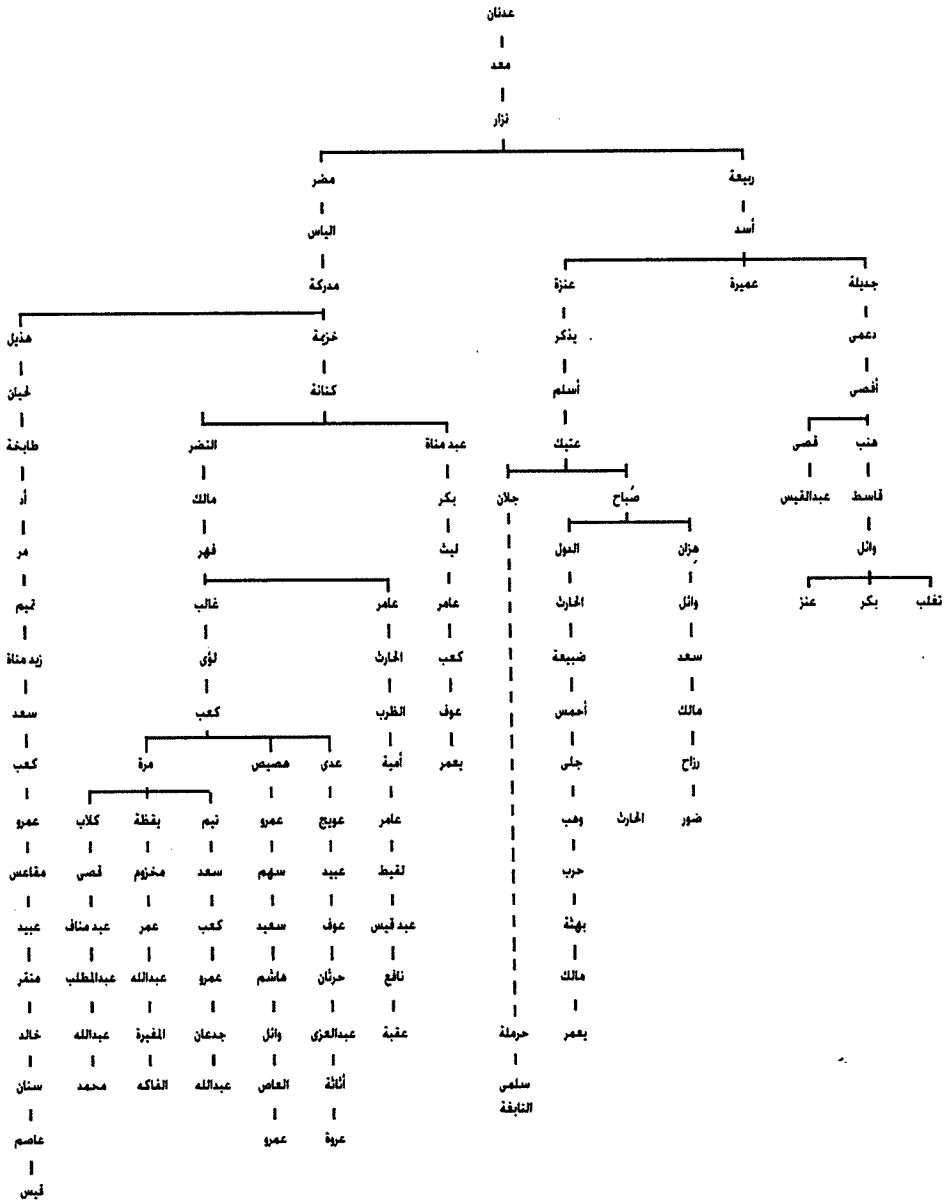 عدنان
معد
نزار
ربيعة مضر
أسد الياس
جديلة عميرة عنزة مدركة
دعمى يذكر خزيمة هذيل
أفصى أسلم كنانة لحيان
هنب قصى عتبك عبد مناة النضر طابخة
قاسط عبدالقيس صُباح جلان بكر مالك أد
وائل هزان الدول ليث فهر مر
تغلب بكر عنز وائل الحارث عامر عامر غالب تميم
سعد ضبيعة كعب الحارث لؤى زيد مناة
مالك أحمس عوف الظرب كعب سعد
رزاح جلى يعمر أمية عدى هصيص مرة كعب
ضور الحارث وهب عامر عويج عمرو تيم يقظة كلاب عمرو
حرب لقيط عبيد سهم سعد مخزوم قصى مقاعس
بهثة عبد قيس عوف سعيد كعب عمر عبد مناف عبيد
مالك نافع حرثان هاشم عمرو عبدالله عبدالمطلب منقر
يعمر حرملة عقبة عبدالعزى وائل جدعان المغيرة عبدالله خالد
سلمى أثاثة العاص عبدالله الفاكه محمد سنان
النابغة
عروة عمرو عاصم
قيس